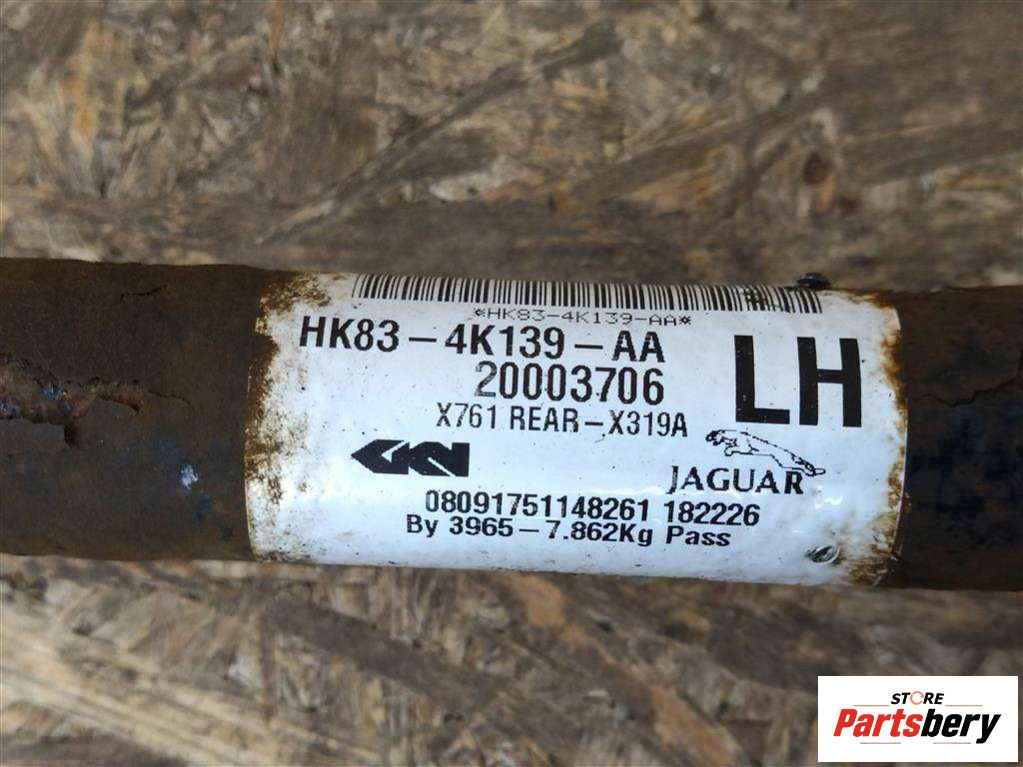 *HK83-4K139-AA*
HK83-4K139-AA
LH
20003706
X761 REAR-X319A
GKN
JAGUAR
08091751148261 182226
By 3965-7.862Kg Pass
STORE
Partsbery